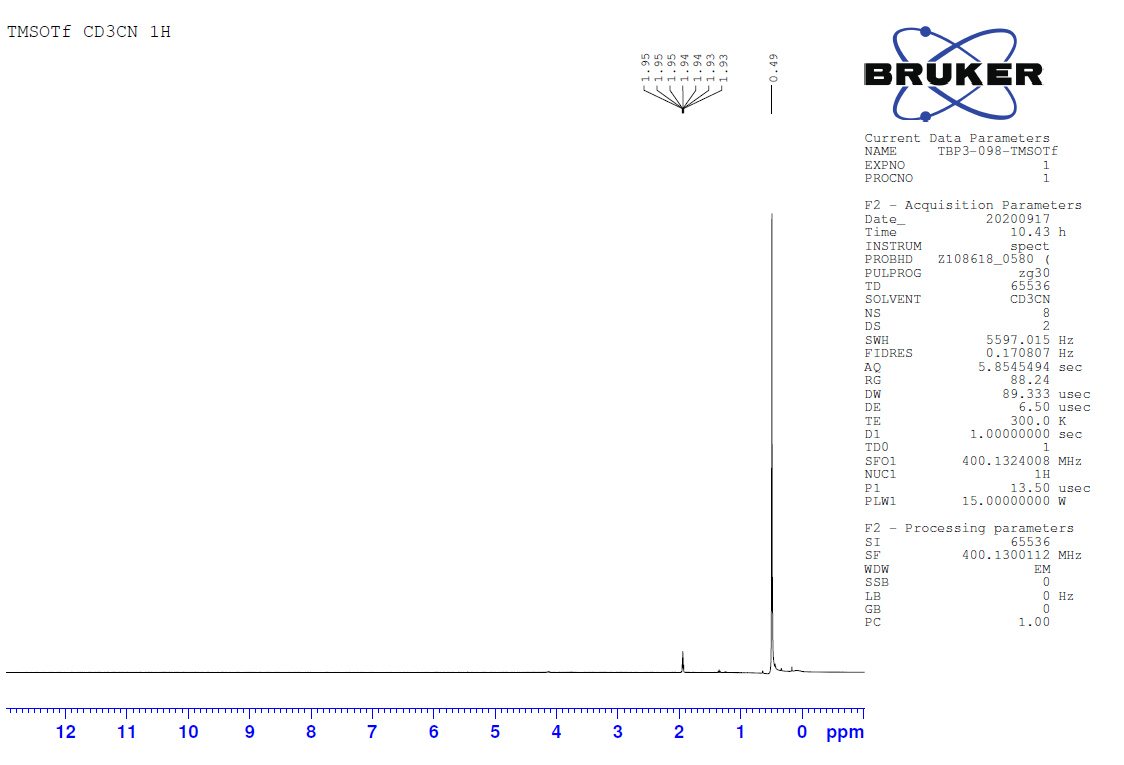 TMSOTf CD3CN 1H
1.95
1.95
1.95
1.94
1.94
1.93
1.93
0.49
BRUKER
Current Data Parameters
NAME TBP3-098-TMSOTf
EXPNO 1
PROCNO 1
F2 - Acquisition Parameters
Date_ 20200917
Time 10.43 h
INSTRUM spect
PROBHD Z108618_0580 (
PULPROG zg30
TD 65536
SOLVENT CD3CN
NS 8
DS 2
SWH 5597.015 Hz
FIDRES 0.170807 Hz
AQ 5.8545494 sec
RG 88.24
DW 89.333 usec
DE 6.50 usec
TE 300.0 K
D1 1.00000000 sec
TD0 1
SFO1 400.1324008 MHz
NUC1 1H
P1 13.50 usec
PLW1 15.00000000 W
F2 - Processing parameters
SI 65536
SF 400.1300112 MHz
WDW EM
SSB 0
LB 0 Hz
GB 0
PC 1.00
12 11 10 9 8 7 6 5 4 3 2 1 0 ppm